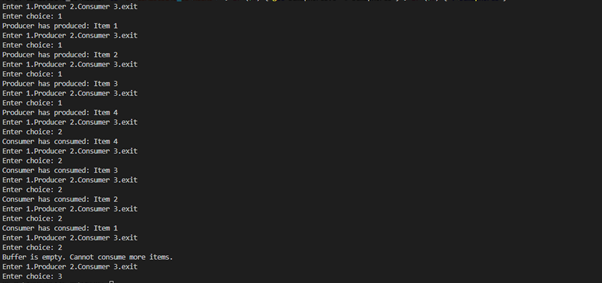 Enter 1.Producer 2.Consumer 3.exit
Enter choice: 1
Producer has produced: Item 1
Enter 1.Producer 2.Consumer 3.exit
Enter choice: 1
Producer has produced: Item 2
Enter 1.Producer 2.Consumer 3.exit
Enter choice: 1
Producer has produced: Item 3
Enter 1.Producer 2.Consumer 3.exit
Enter choice: 1
Producer has produced: Item 4
Enter 1.Producer 2.Consumer 3.exit
Enter choice: 2
Consumer has consumed: Item 4
Enter 1.Producer 2.Consumer 3.exit
Enter choice: 2
Consumer has consumed: Item 3
Enter 1.Producer 2.Consumer 3.exit
Enter choice: 2
Consumer has consumed: Item 2
Enter 1.Producer 2.Consumer 3.exit
Enter choice: 2
Consumer has consumed: Item 1
Enter 1.Producer 2.Consumer 3.exit
Enter choice: 2
Buffer is empty. Cannot consume more items.
Enter 1.Producer 2.Consumer 3.exit
Enter choice: 3